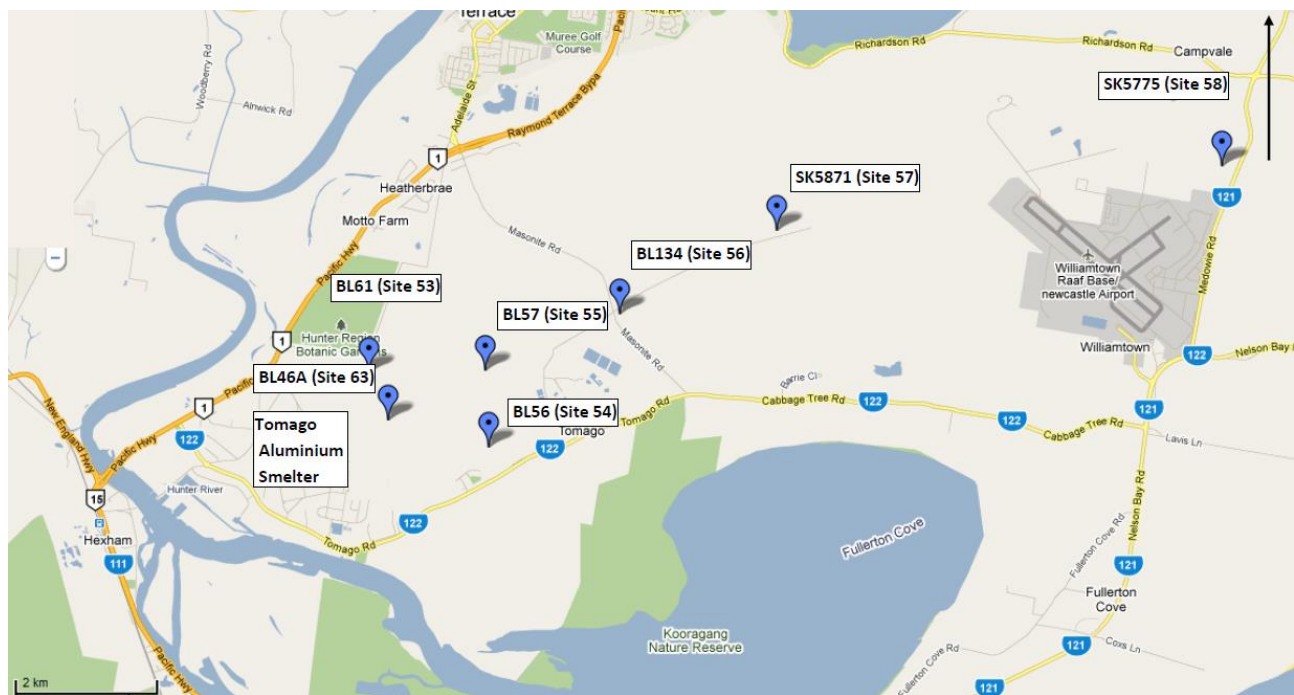 Terrace
Muree Golf
Course
Pacific
Richardson Rd
Richardson Rd
Campvale
Woodberry Rd
Alnwick Rd
Adelaide St
Raymond Terrace Bypa
SK5775 (Site 58)
1
Heatherbrae
Motto Farm
Masonite Rd
SK5871 (Site 57)
121
Medowie Rd
Pacific Hwy
BL134 (Site 56)
Williamtown
Raaf Base/
newcastle Airport
BL61 (Site 53)
BL57 (Site 55)
Masonite Rd
1
Hunter Region
Botanic Gardens
Williamtown
122
Nelson Bay
BL46A (Site 63)
Pacific
Barrie Cl
122
Cabbage Tree Rd
New England Hwy
1
BL56 (Site 54)
Tomago Rd
Tomago
121
122
Cabbage Tree Rd
Lavis Ln
122
Tomago
Aluminium
Smelter
122
Pacific Hwy
15
Hunter River
Nelson Bay Rd
Hexham
122
Tomago Rd
Fullerton Cove
Fullerton Cove Rd
111
121
Fullerton
Cove
Kooragang
Nature Reserve
Fullerton Cove Rd
Coxs Ln
121
121
Pacific Hwy
2 km